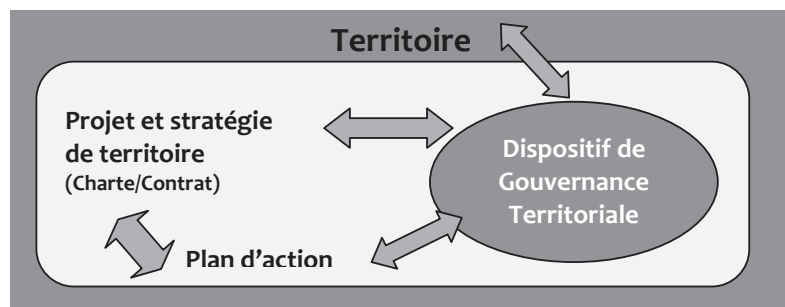 Territoire
Projet et stratégie
de territoire
(Charte/Contrat)
Dispositif de
Gouvernance
Territoriale
Plan d’action